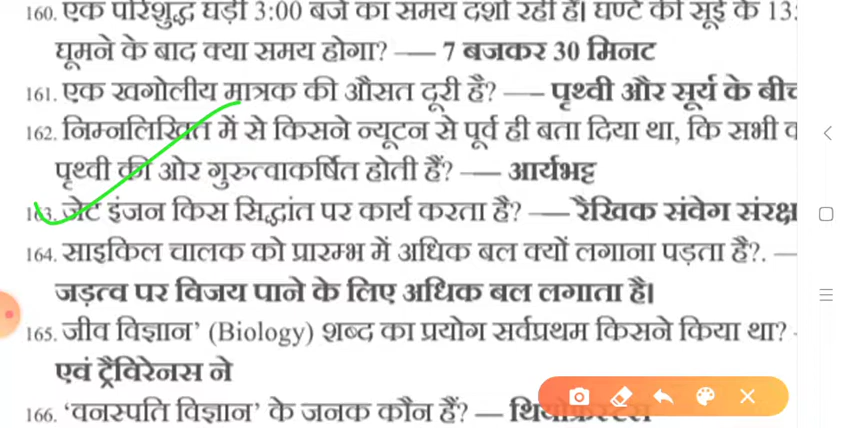 160. एक परिशुद्ध घड़ी 3:00 बजे का समय दर्शा रही है। घण्टे की सूई के
घूमने के बाद क्या समय होगा? — 7 बजकर 30 मिनट
161. एक खगोलीय मात्रक की औसत दूरी है? — पृथ्वी और सूर्य के बीच
162. निम्नलिखित में से किसने न्यूटन से पूर्व ही बता दिया था, कि सभी
पृथ्वी की ओर गुरुत्वाकर्षित होती हैं? — आर्यभट्ट
163. जेट इंजन किस सिद्धांत पर कार्य करता है? — रैखिक संवेग
164. साइकिल चालक को प्रारम्भ में अधिक बल क्यों लगाना पड़ता है?. —
जड़त्व पर विजय पाने के लिए अधिक बल लगाता है।
165. जीव विज्ञान’ (Biology) शब्द का प्रयोग सर्वप्रथम किसने किया था?
एवं ट्रैविरेनस ने
166. ‘वनस्पति विज्ञान’ के जनक कौन हैं? —